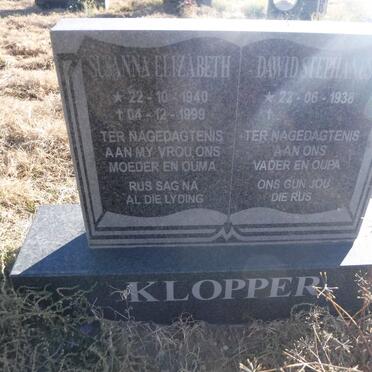 SUSANNA ELIZABETH
★ 22-10-1940
† 04-12-1999
TER NAGEDAGTENIS
AAN MY VROU, ONS
MOEDER EN OUMA
RUS SAG NA
AL DIE LYDING
DAWID STEPHANUS
★ 22-06-1938
†
TER NAGEDAGTENIS
AAN ONS
VADER EN OUPA
ONS GUN JOU
DIE RUS
KLOPPER